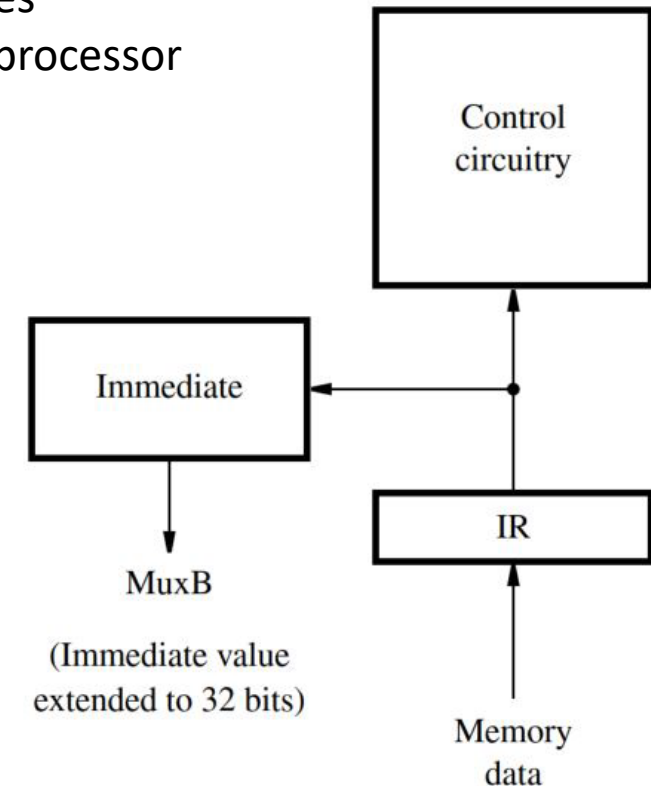 processor
Control
circuitry
Immediate
IR
MuxB
(Immediate value
extended to 32 bits)
Memory
data